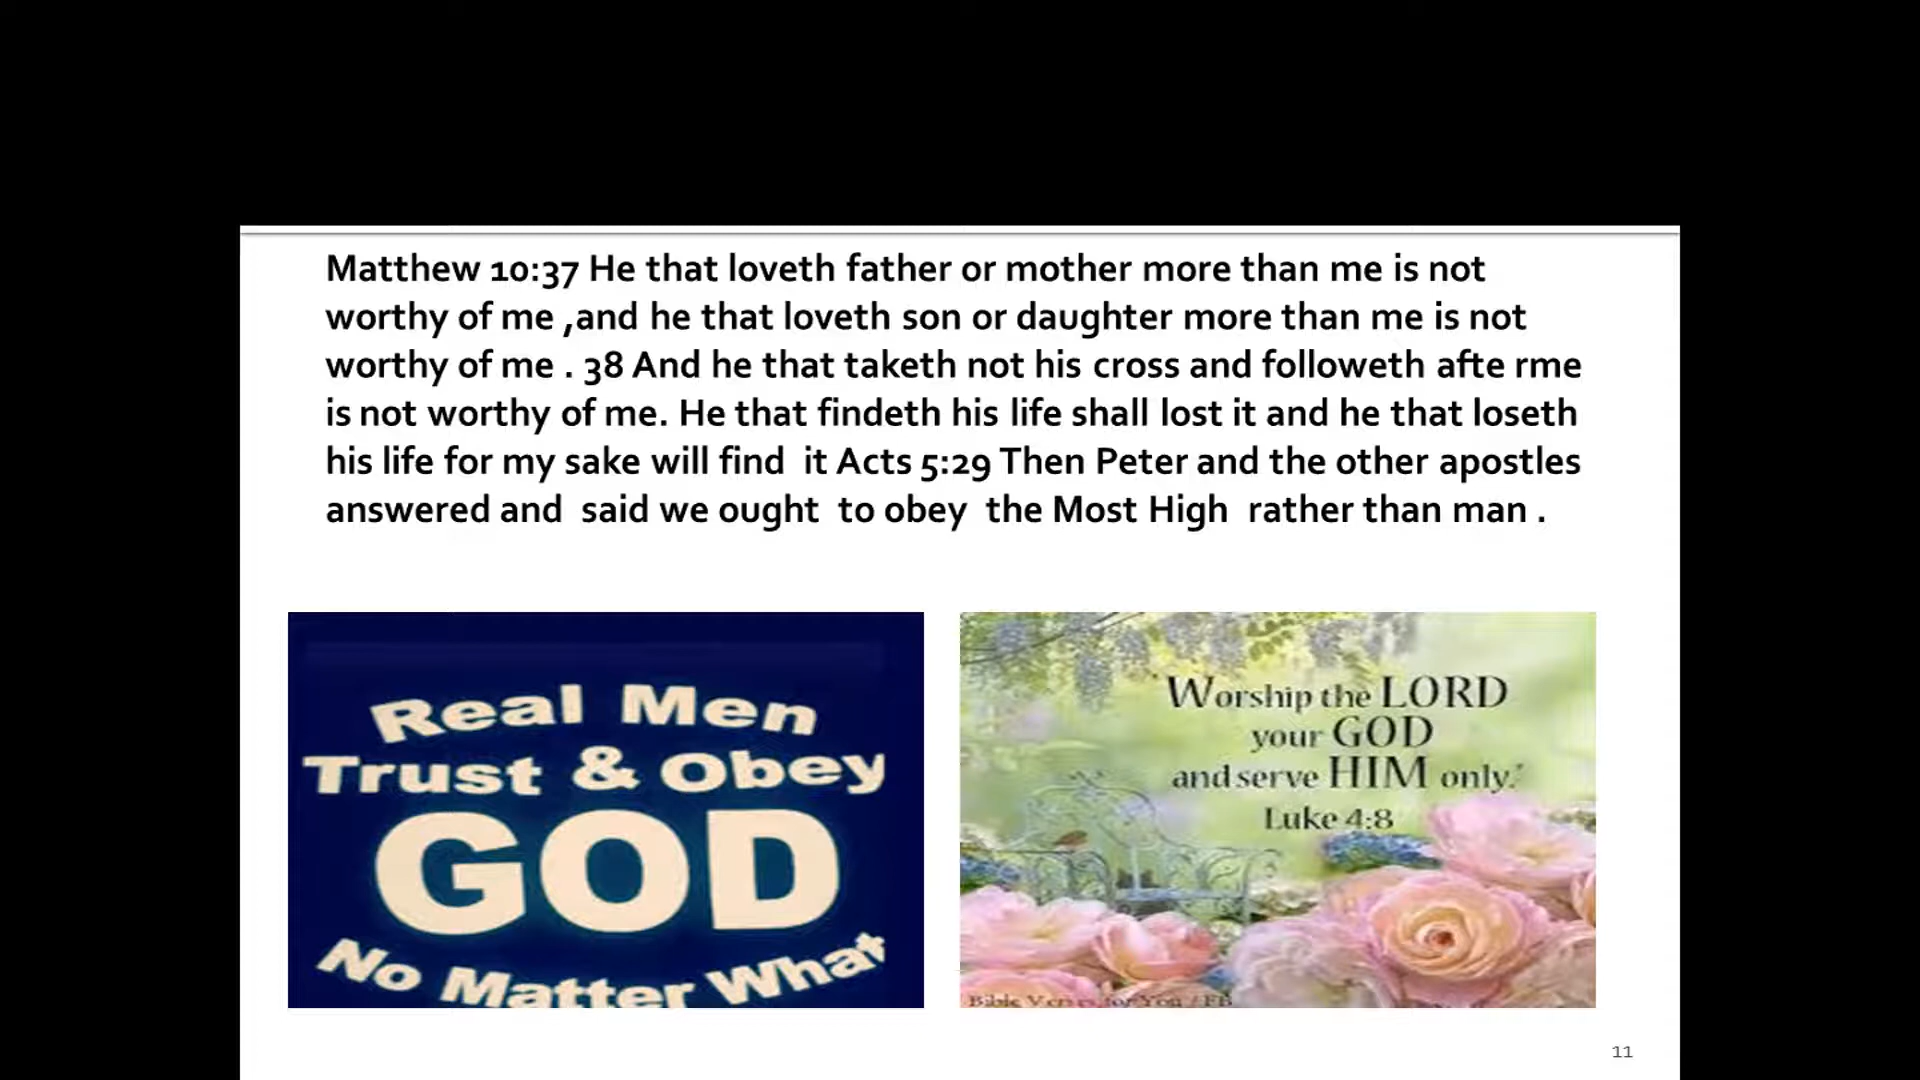 Matthew 10:37 He that loveth father or mother more than me is not
worthy of me ,and he that loveth son or daughter more than me is not
worthy of me . 38 And he that taketh not his cross and followeth afte rme
is not worthy of me. He that findeth his life shall lost it and he that loseth
his life for my sake will find  it Acts 5:29 Then Peter and the other apostles
answered and  said we ought  to obey  the Most High  rather than man .
Real Men
Trust & Obey
GOD
No Matter What
Worship the LORD
your GOD
and serve HIM only."
Luke 4:8
Bible Verses for You / FB
11